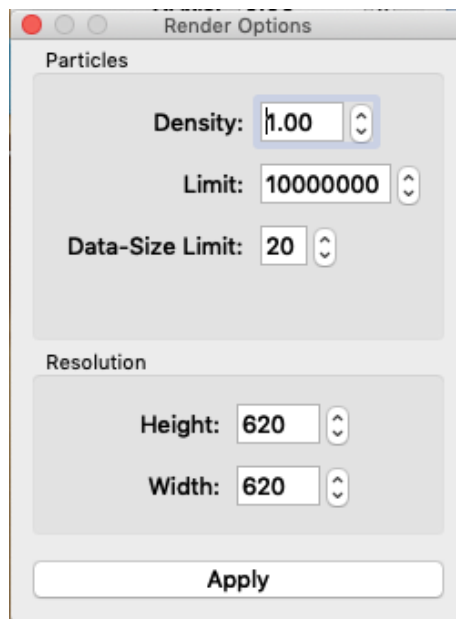 Render Options
Particles
Density: 1.00
Limit: 10000000
Data-Size Limit: 20
Resolution
Height: 620
Width: 620
Apply